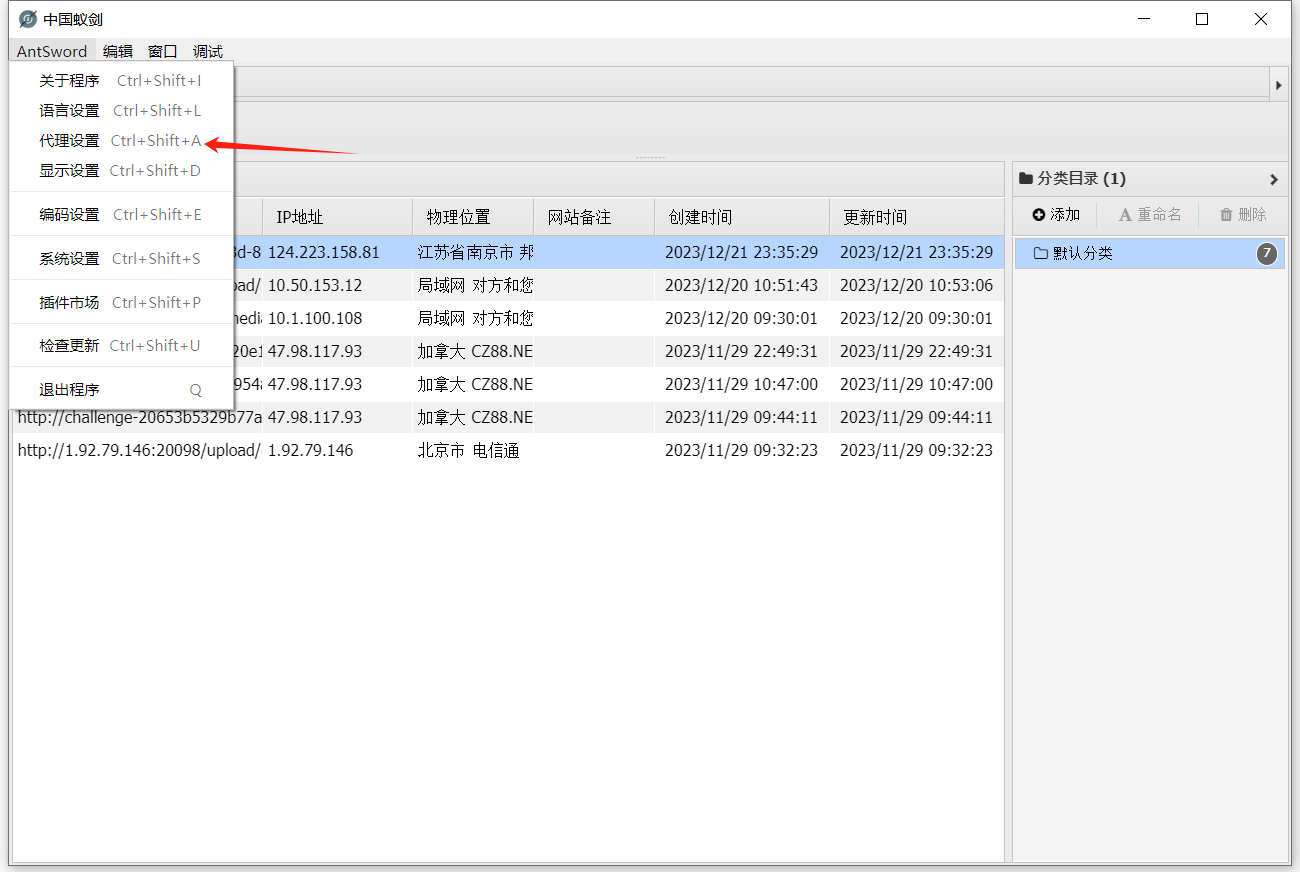 中国蚁剑
AntSword 编辑 窗口 调试
关于程序 Ctrl+Shift+I
语言设置 Ctrl+Shift+L
代理设置 Ctrl+Shift+A
显示设置 Ctrl+Shift+D
编码设置 Ctrl+Shift+E
系统设置 Ctrl+Shift+S
插件市场 Ctrl+Shift+P
检查更新 Ctrl+Shift+U
退出程序 Q
IP地址 物理位置 网站备注 创建时间 更新时间
3d-8 124.223.158.81 江苏省南京市 邦 2023/12/21 23:35:29 2023/12/21 23:35:29
oad/ 10.50.153.12 局域网 对方和您 2023/12/20 10:51:43 2023/12/20 10:53:06
medi 10.1.100.108 局域网 对方和您 2023/12/20 09:30:01 2023/12/20 09:30:01
20e1 47.98.117.93 加拿大 CZ88.NE 2023/11/29 22:49:31 2023/11/29 22:49:31
954a 47.98.117.93 加拿大 CZ88.NE 2023/11/29 10:47:00 2023/11/29 10:47:00
http://challenge-20653b5329b77a 47.98.117.93 加拿大 CZ88.NE 2023/11/29 09:44:11 2023/11/29 09:44:11
http://1.92.79.146:20098/upload/ 1.92.79.146 北京市 电信通 2023/11/29 09:32:23 2023/11/29 09:32:23
分类目录 (1)
添加 重命名 删除
默认分类 7